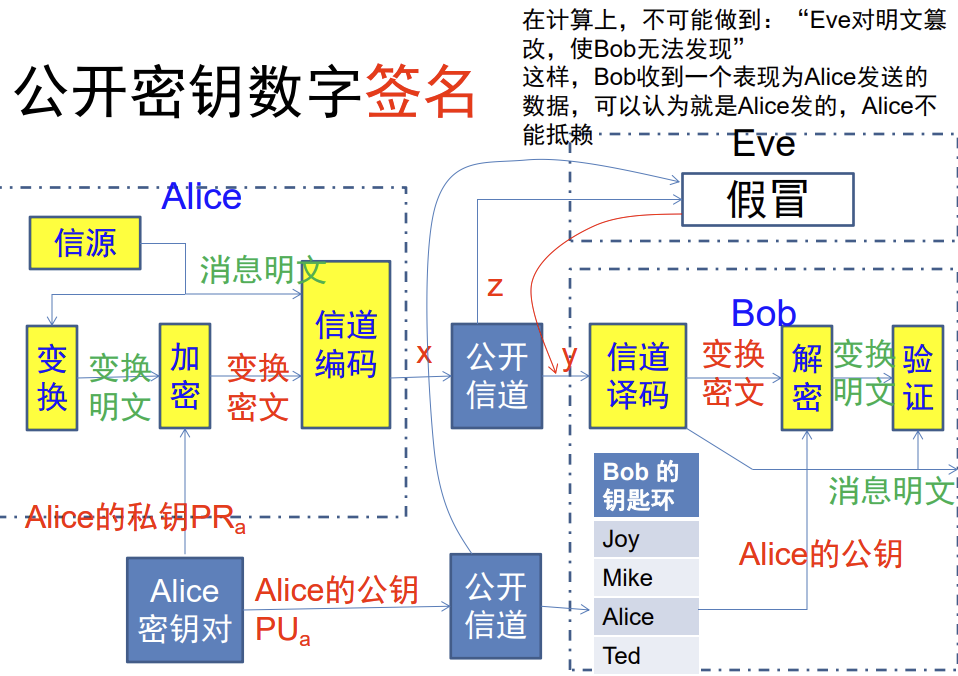 公开密钥数字签名
在计算上，不可能做到：“Eve对明文篡
改，使Bob无法发现”
这样，Bob收到一个表现为Alice发送的
数据，可以认为就是Alice发的，Alice不
能抵赖
Eve
假冒
Alice
信源
消息明文
变换
变换
明文
加密
变换
密文
信道
编码
x
z
公开
信道
y
Bob
信道
译码
变换
密文
解密
变换
明文
验证
消息明文
Alice的私钥PRa
Alice
密钥对
Alice的公钥
PUa
公开
信道
Bob 的
钥匙环
Joy
Mike
Alice
Ted
Alice的公钥